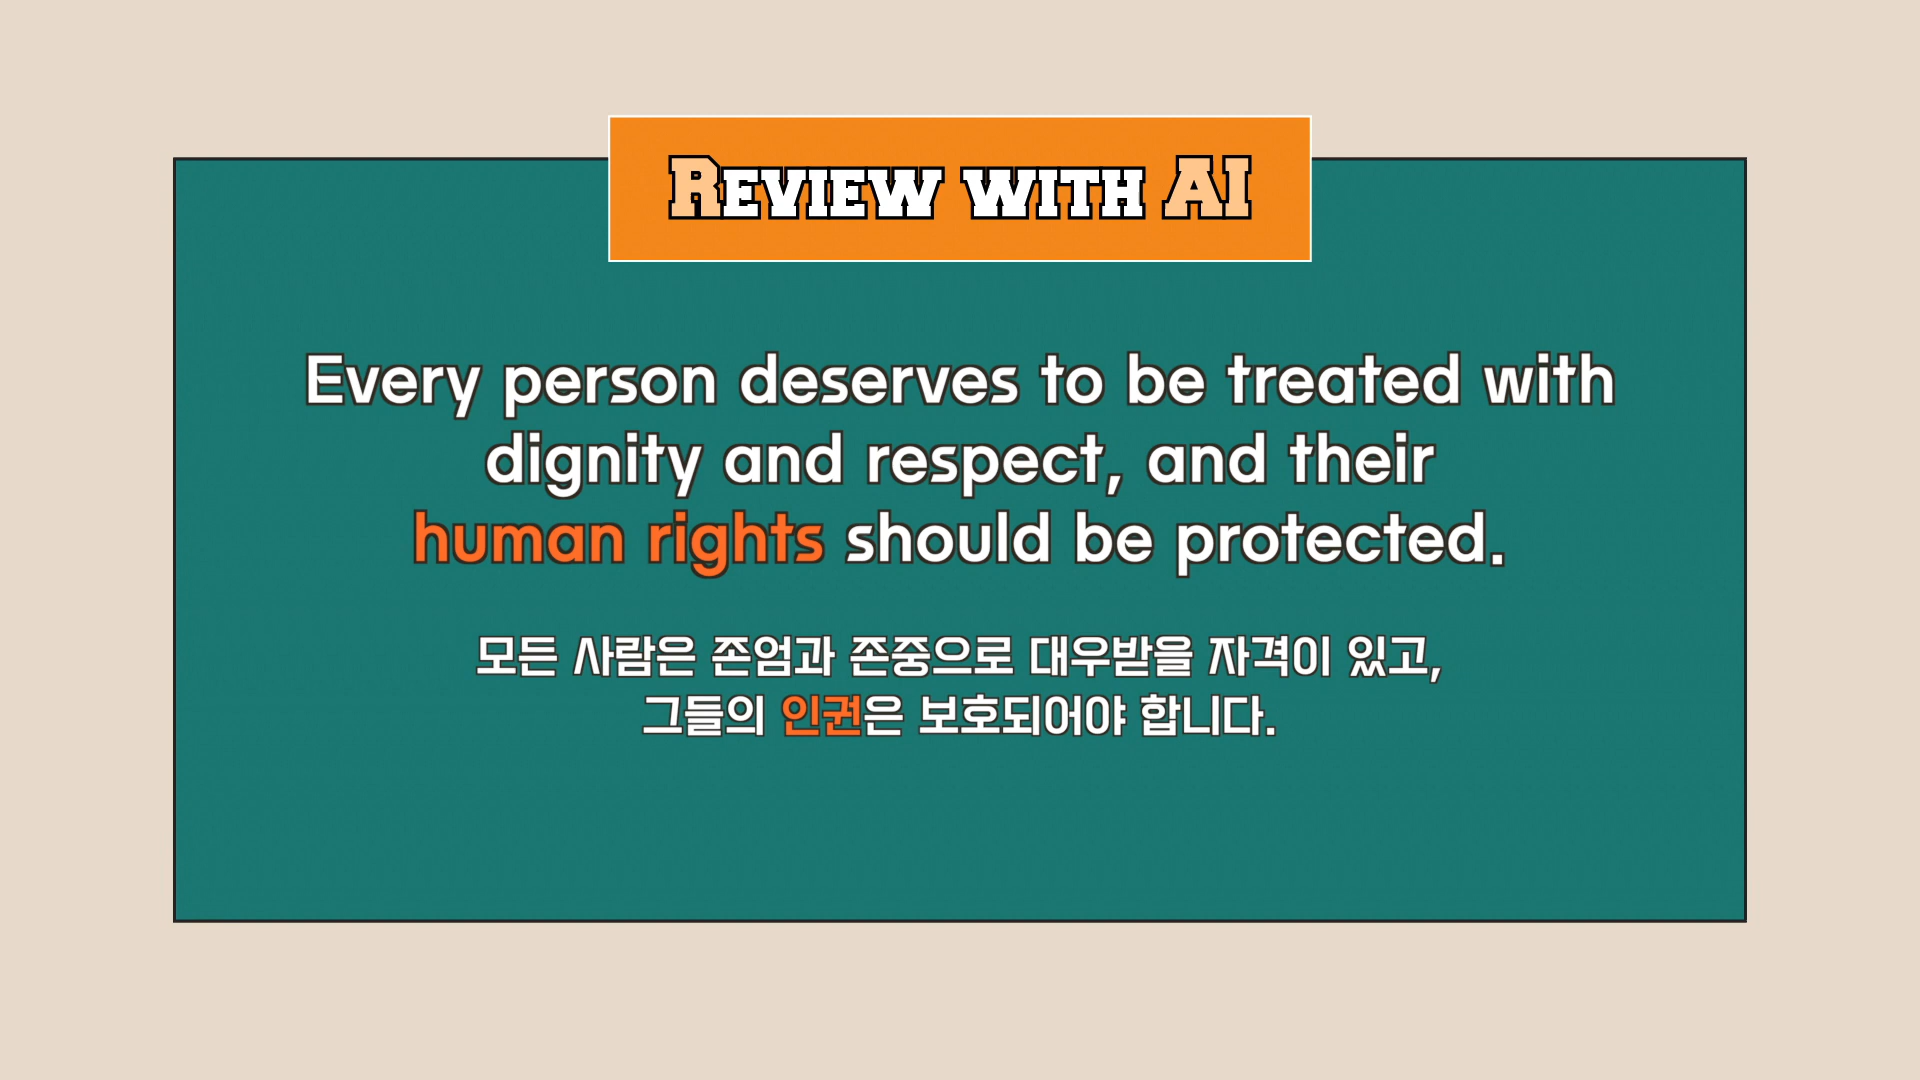 Review with AI
Every person deserves to be treated with
dignity and respect, and their
human rights should be protected.
모든 사람은 존엄과 존중으로 대우받을 자격이 있고,
그들의 인권은 보호되어야 합니다.